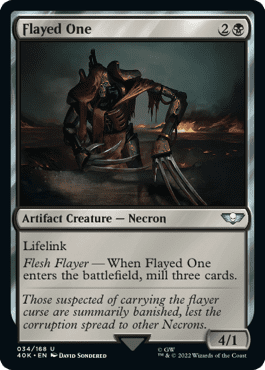 Flayed One 2
Artifact Creature — Necron
Lifelink
Flesh Flayer — When Flayed One
enters the battlefield, mill three cards.
Those suspected of carrying the flayer
curse are summarily banished, lest the
corruption spread to other Necrons.
4/1
034/168 U
40K • EN DAVID SONDERED
© GW
™ & © 2022 Wizards of the Coast